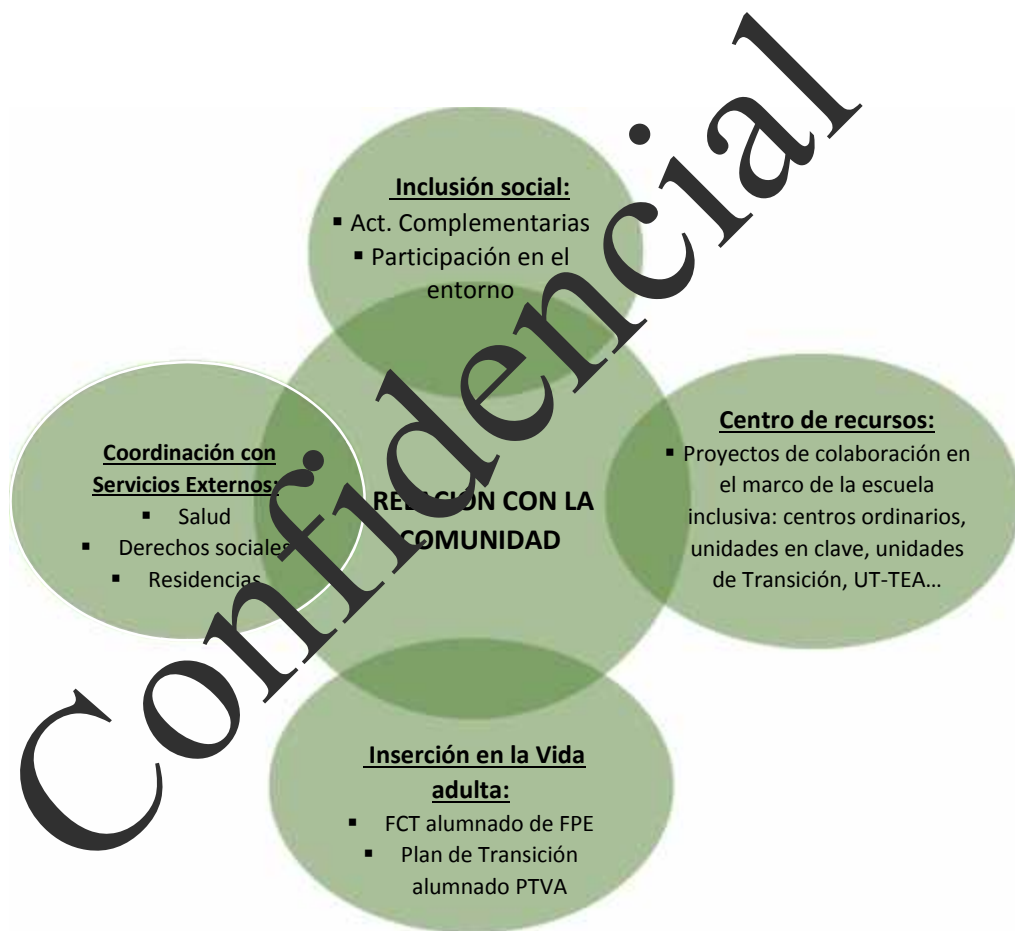 Inclusión social:
▪ Act. Complementarias
▪ Participación en el
entorno
Coordinación con
Servicios Externos:
▪ Salud
▪ Derechos sociales
▪ Residencias
RELACIÓN CON LA
COMUNIDAD
Centro de recursos:
▪ Proyectos de colaboración en
el marco de la escuela
inclusiva: centros ordinarios,
unidades en clave, unidades
de Transición, UT-TEA...
Inserción en la Vida
adulta:
▪ FCT alumnado de FPE
▪ Plan de Transición
alumnado PTVA
Confidencial